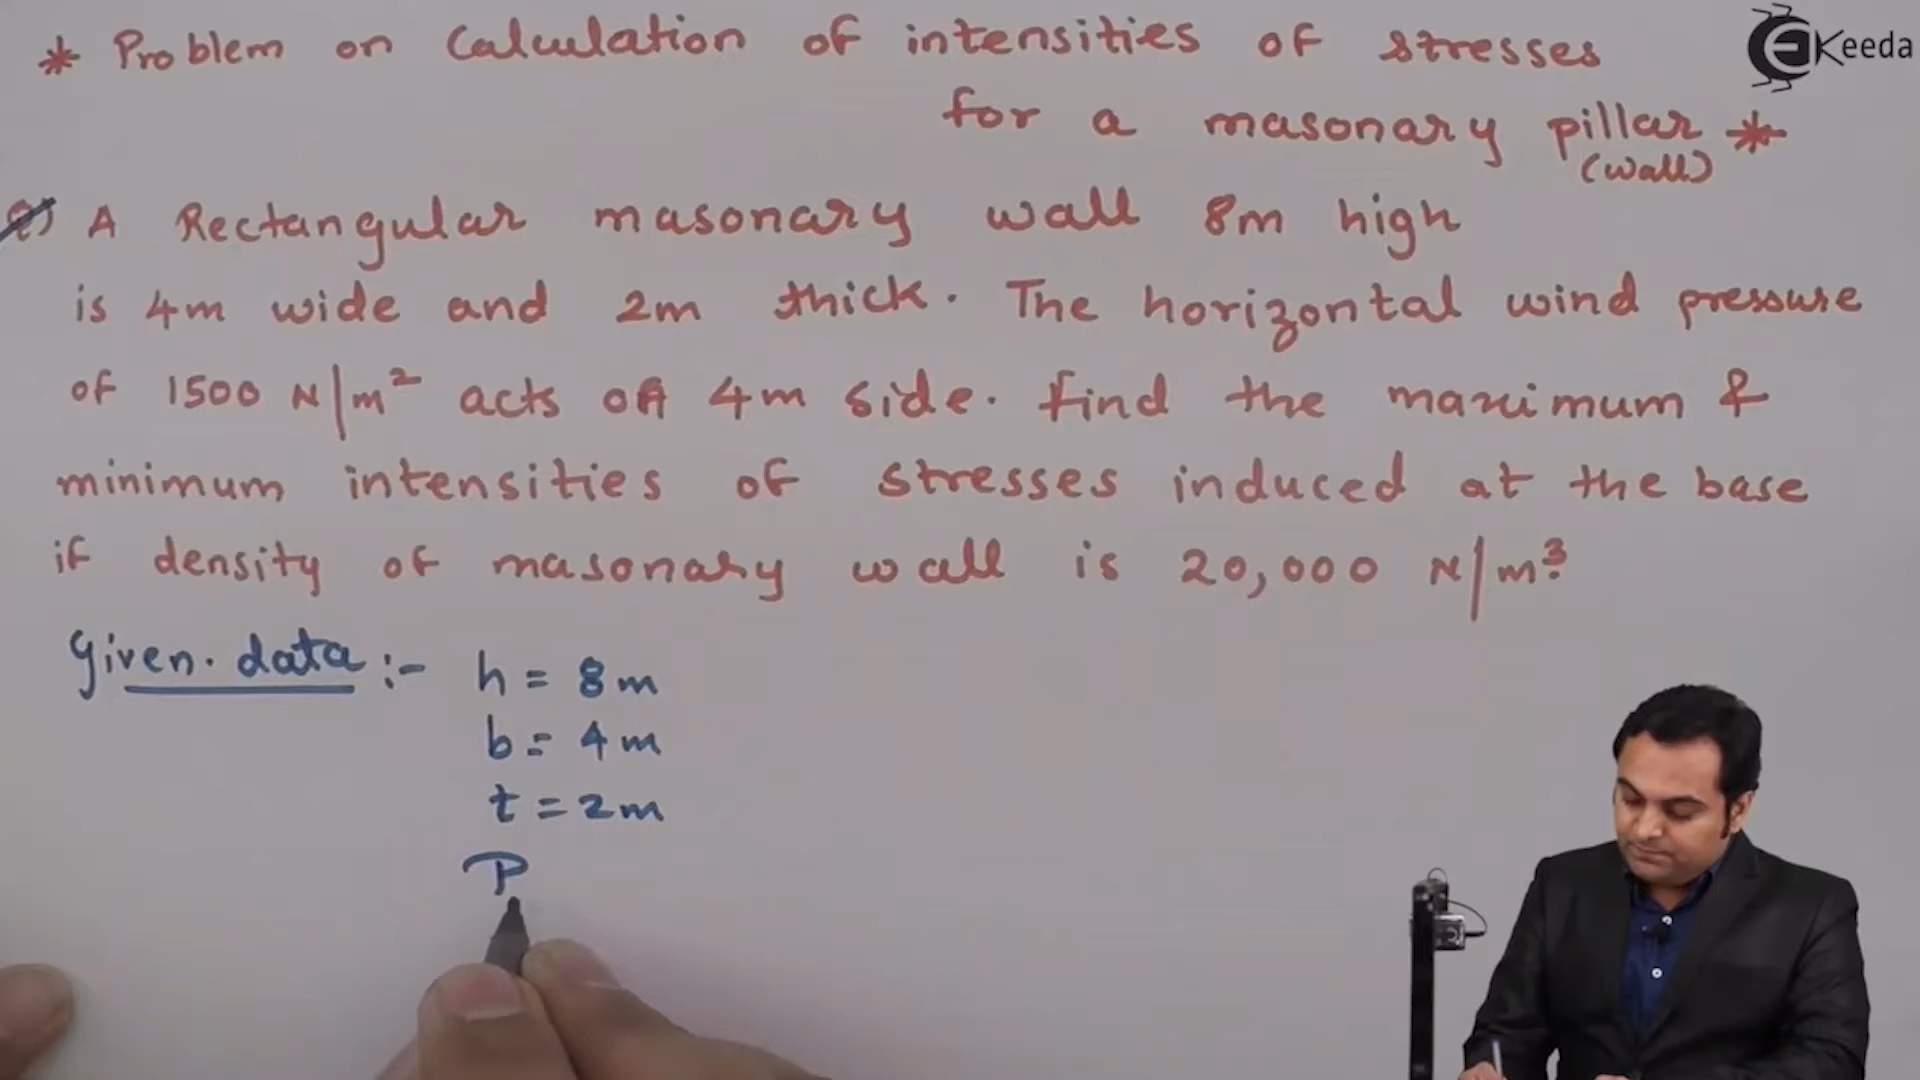 * Problem on Calculation of intensities of stresses
for a masonary pillar *
(wall)
Q) A Rectangular masonary wall 8m high
is 4m wide and 2m thick. The horizontal wind pressure
of 1500 N/m² acts on 4m side. Find the maximum &
minimum intensities of stresses induced at the base
if density of masonary wall is 20,000 N/m³.
Given data :- h = 8m
b = 4m
t = 2m
P
Keeda